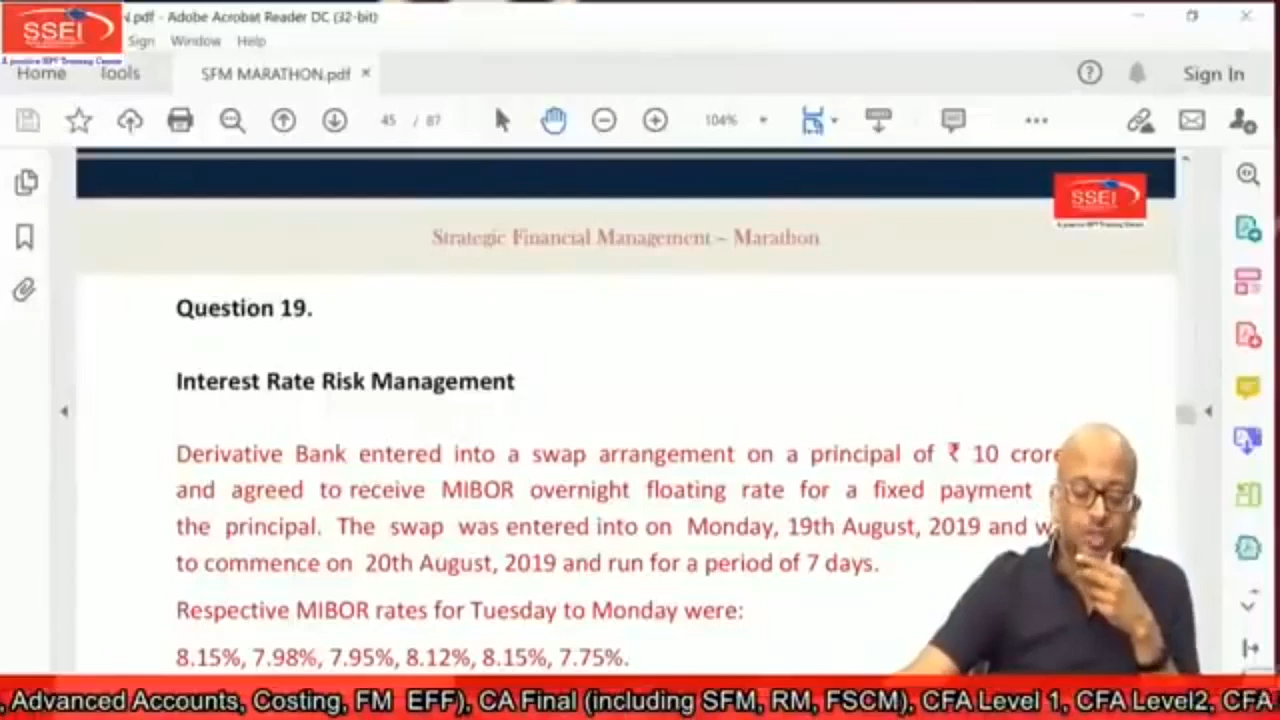 SSEI
.pdf - Adobe Acrobat Reader DC (32-bit)
Sign Window Help
Home Tools SFM MARATHON.pdf × Sign In
45 / 87 104%
SSEI
Strategic Financial Management – Marathon
Question 19.
Interest Rate Risk Management
Derivative Bank entered into a swap arrangement on a principal of ₹ 10 crore
and agreed to receive MIBOR overnight floating rate for a fixed payment
the principal. The swap was entered into on Monday, 19th August, 2019 and w
to commence on 20th August, 2019 and run for a period of 7 days.
Respective MIBOR rates for Tuesday to Monday were:
8.15%, 7.98%, 7.95%, 8.12%, 8.15%, 7.75%.
, Advanced Accounts, Costing, FM EFF), CA Final (including SFM, RM, FSCM), CFA Level 1, CFA Level2, CFA